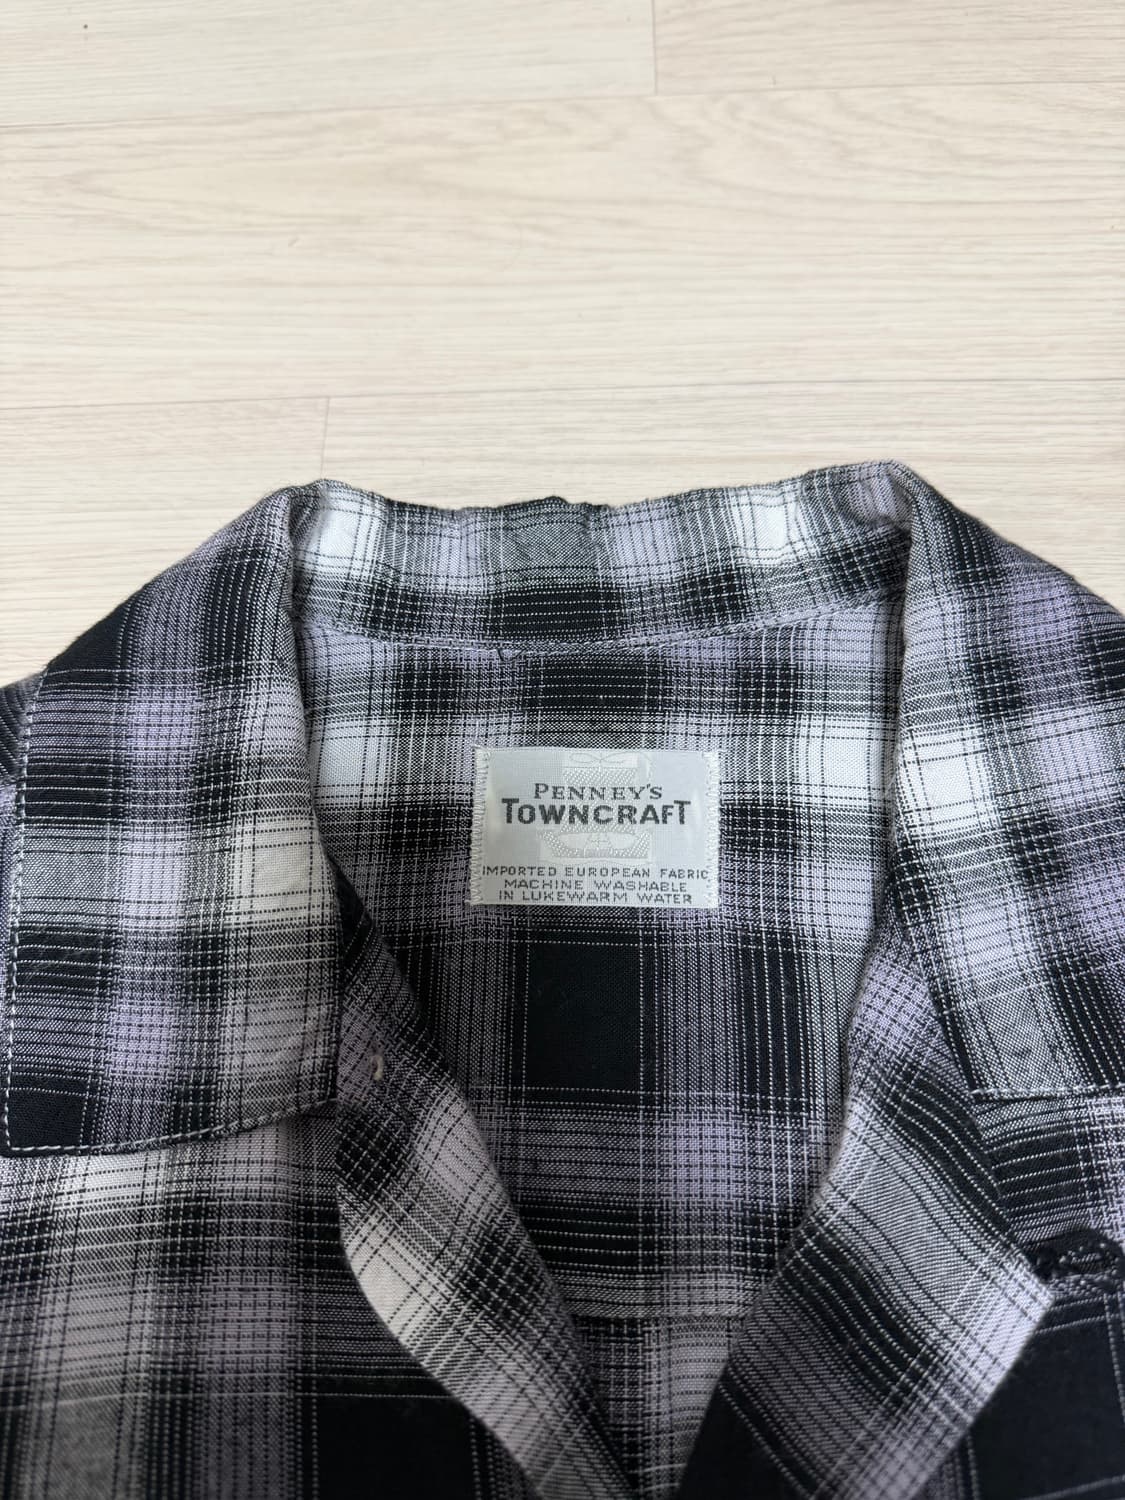 PENNEY'S
TOWNCRAFT
IMPORTED EUROPEAN FABRIC
MACHINE WASHABLE
IN LUKEWARM WATER